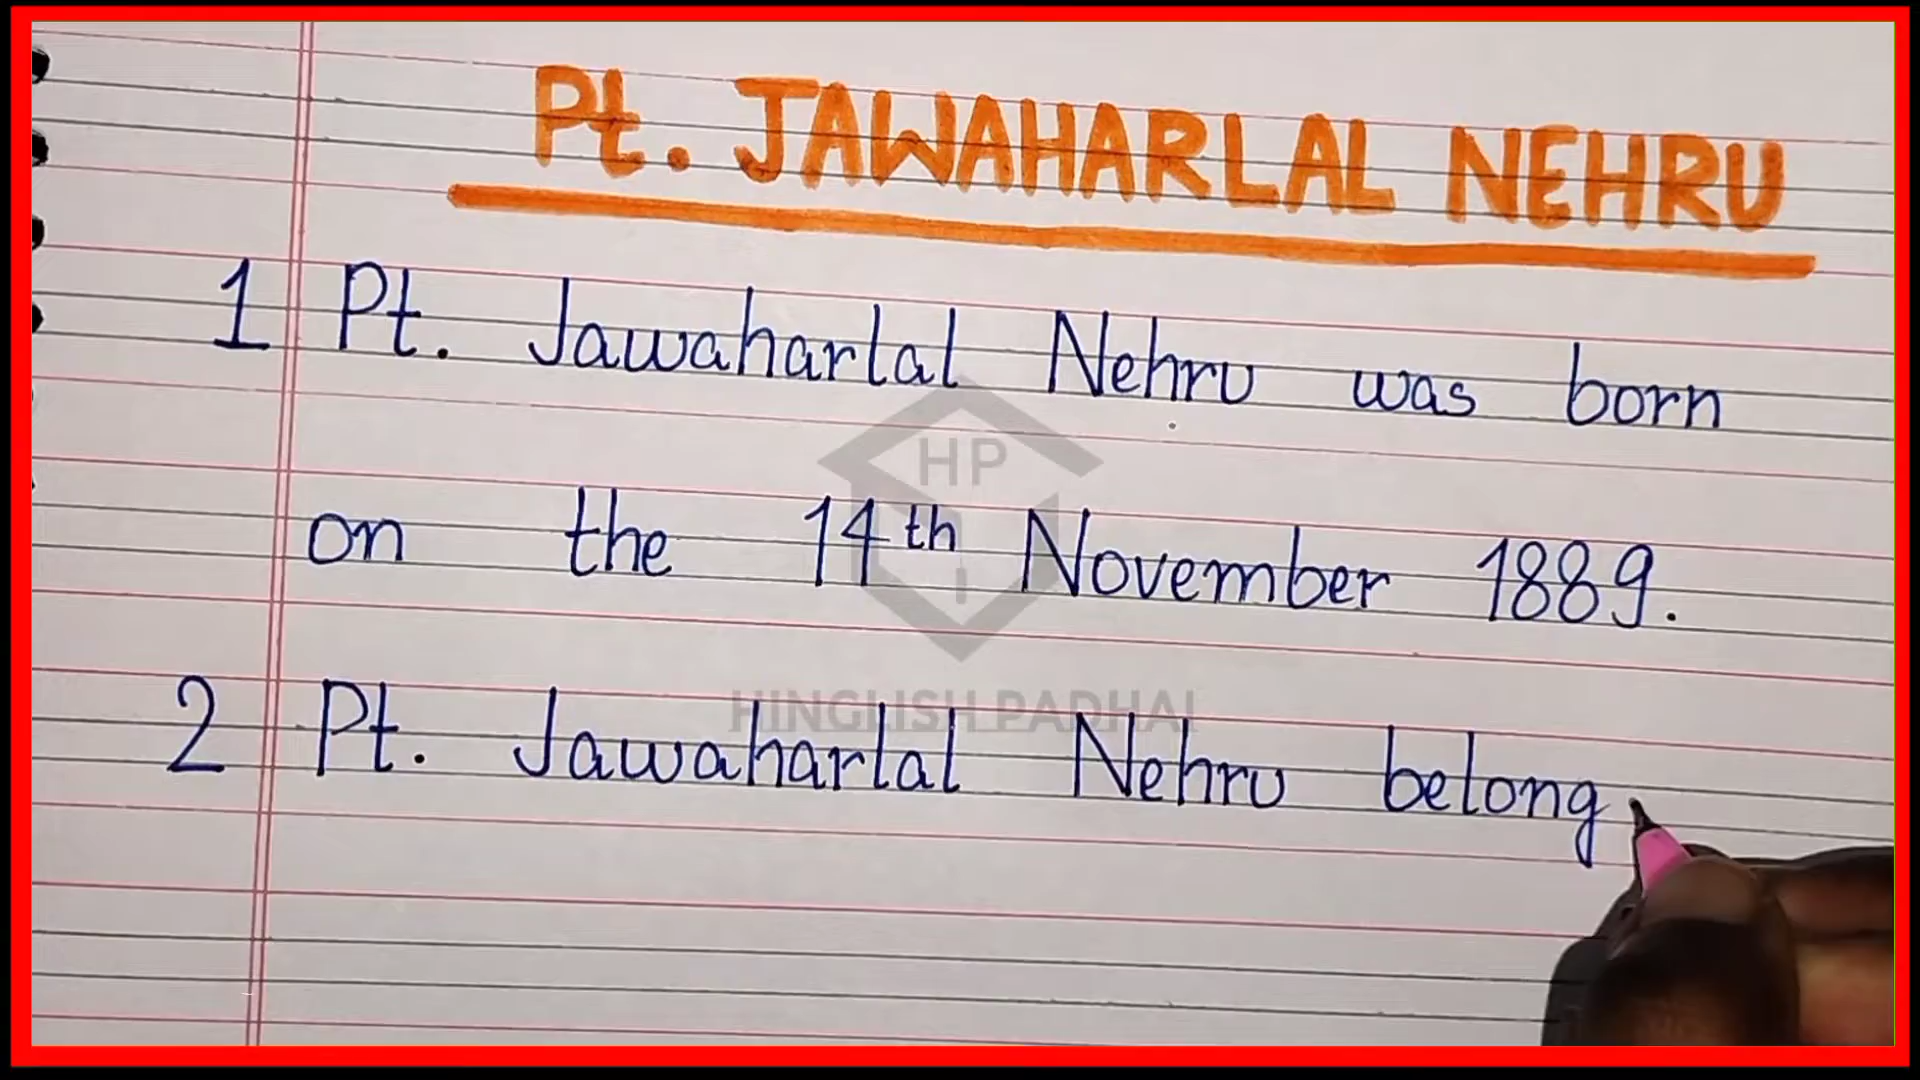 Pt. JAWAHARLAL NEHRU
1 Pt. Jawaharlal Nehru was born
on the 14th November 1889.
2 Pt. Jawaharlal Nehru belong
HP
I
HINGLISH PADHAI